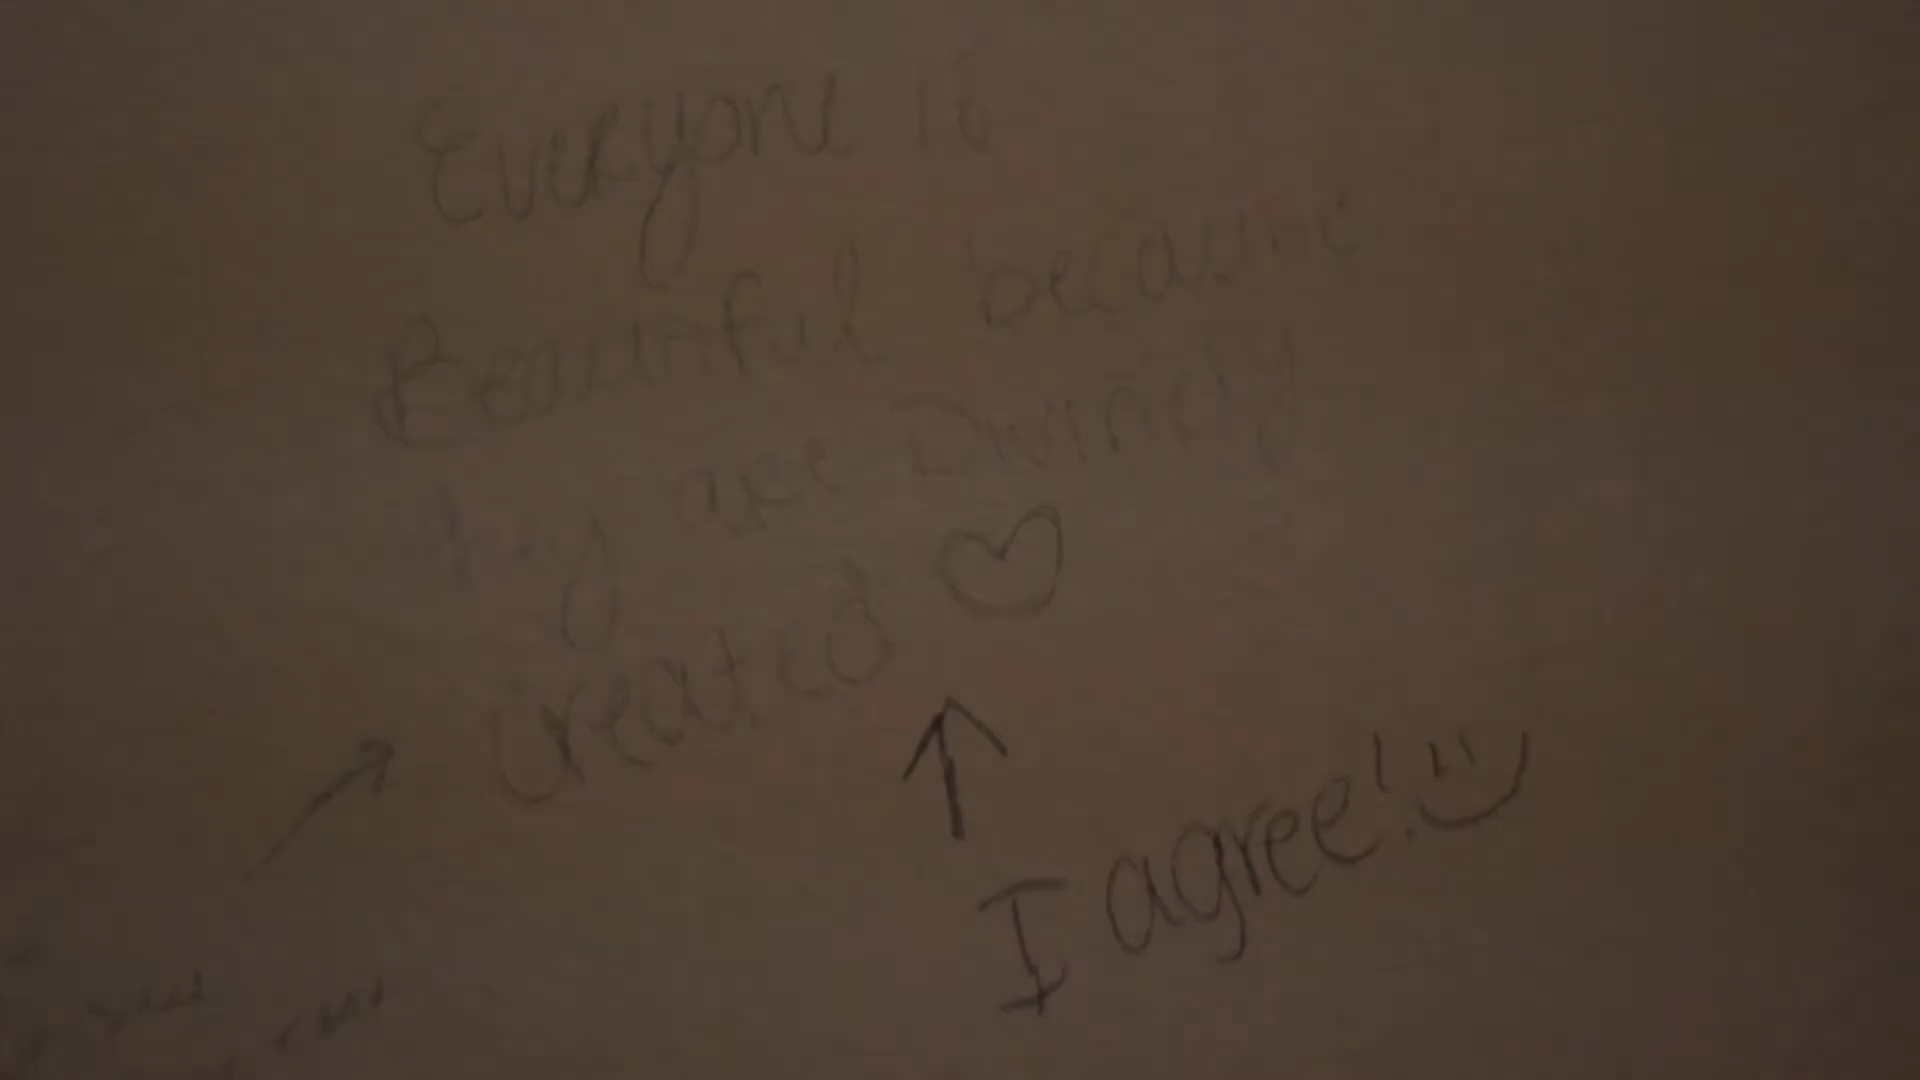 Everyone is
Beautiful because
they are Divinely
created
I agree!